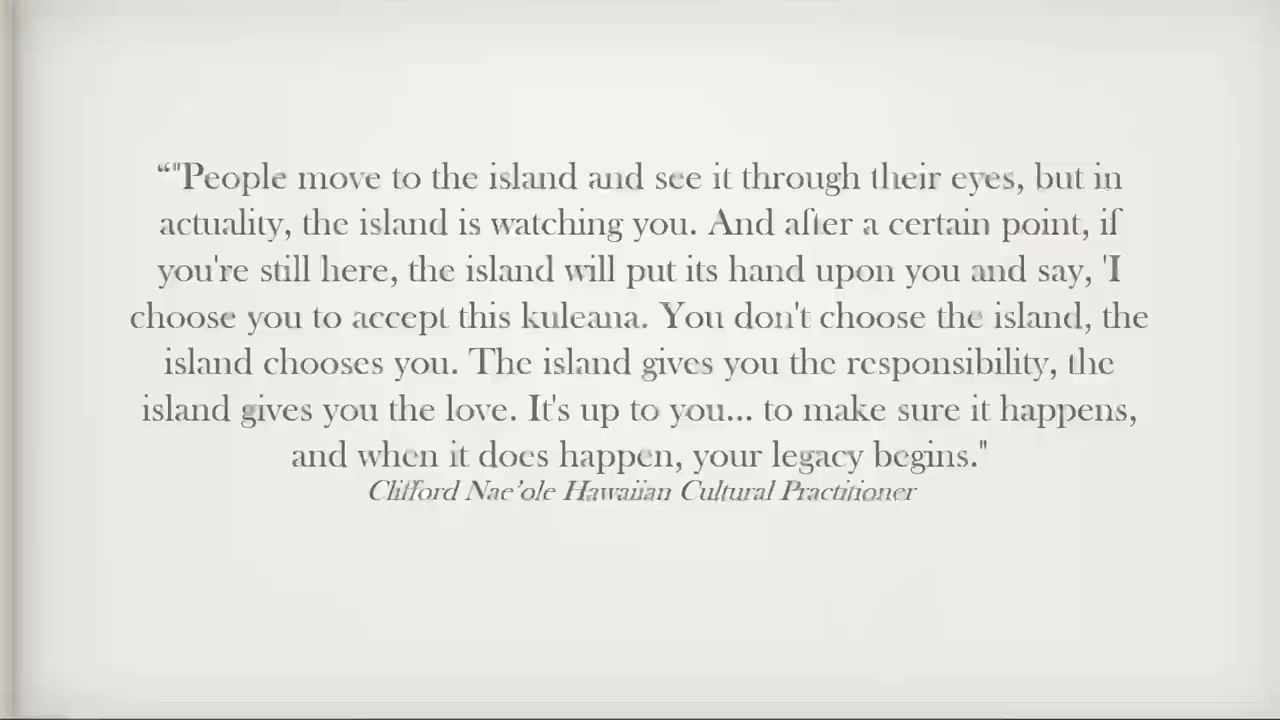 “"People move to the island and see it through their eyes, but in
actuality, the island is watching you. And after a certain point, if
you're still here, the island will put its hand upon you and say, 'I
choose you to accept this kuleana. You don't choose the island, the
island chooses you. The island gives you the responsibility, the
island gives you the love. It's up to you... to make sure it happens,
and when it does happen, your legacy begins."
Clifford Nae’ole Hawaiian Cultural Practitioner